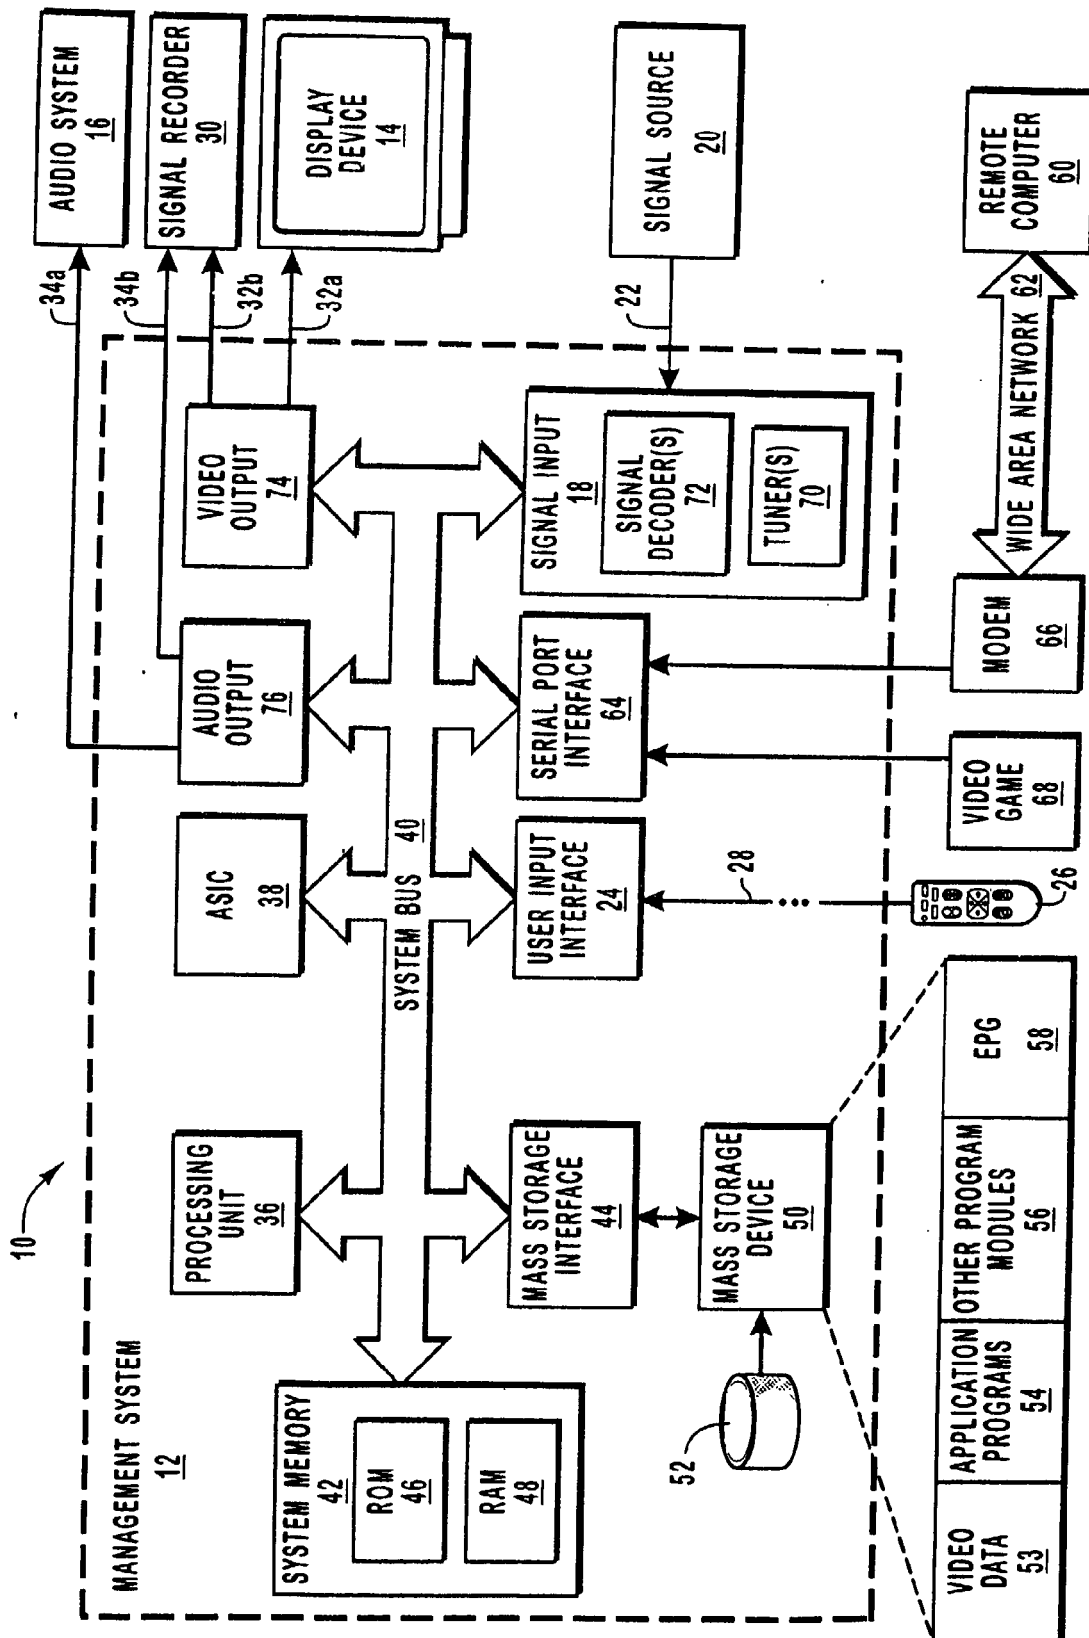 10
MANAGEMENT SYSTEM
12
SYSTEM MEMORY
42
ROM
46
RAM
48
PROCESSING
UNIT
36
ASIC
38
AUDIO
OUTPUT
76
VIDEO
OUTPUT
74
34a
34b
32b
32a
AUDIO SYSTEM
16
SIGNAL RECORDER
30
DISPLAY
DEVICE
14
SYSTEM BUS 40
MASS STORAGE
INTERFACE
44
USER INPUT
INTERFACE
24
SERIAL PORT
INTERFACE
64
SIGNAL INPUT
18
SIGNAL
DECODER(S)
72
TUNER(S)
70
22
SIGNAL SOURCE
20
52
MASS STORAGE
DEVICE
50
28
26
VIDEO
GAME
68
MODEM
66
WIDE AREA NETWORK 62
REMOTE
COMPUTER
60
VIDEO
DATA
53
APPLICATION
PROGRAMS
54
OTHER PROGRAM
MODULES
56
EPG
58